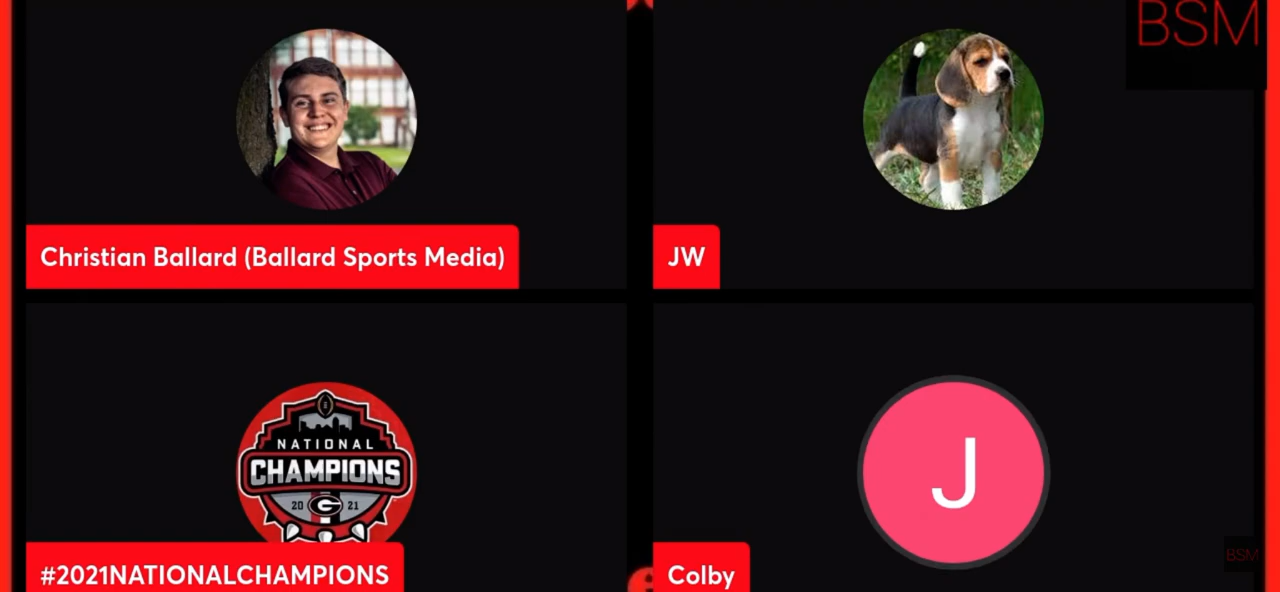 BSM
Christian Ballard (Ballard Sports Media)
JW
NATIONAL
CHAMPIONS
20 G 21
#2021NATIONALCHAMPIONS
J
Colby
BSM